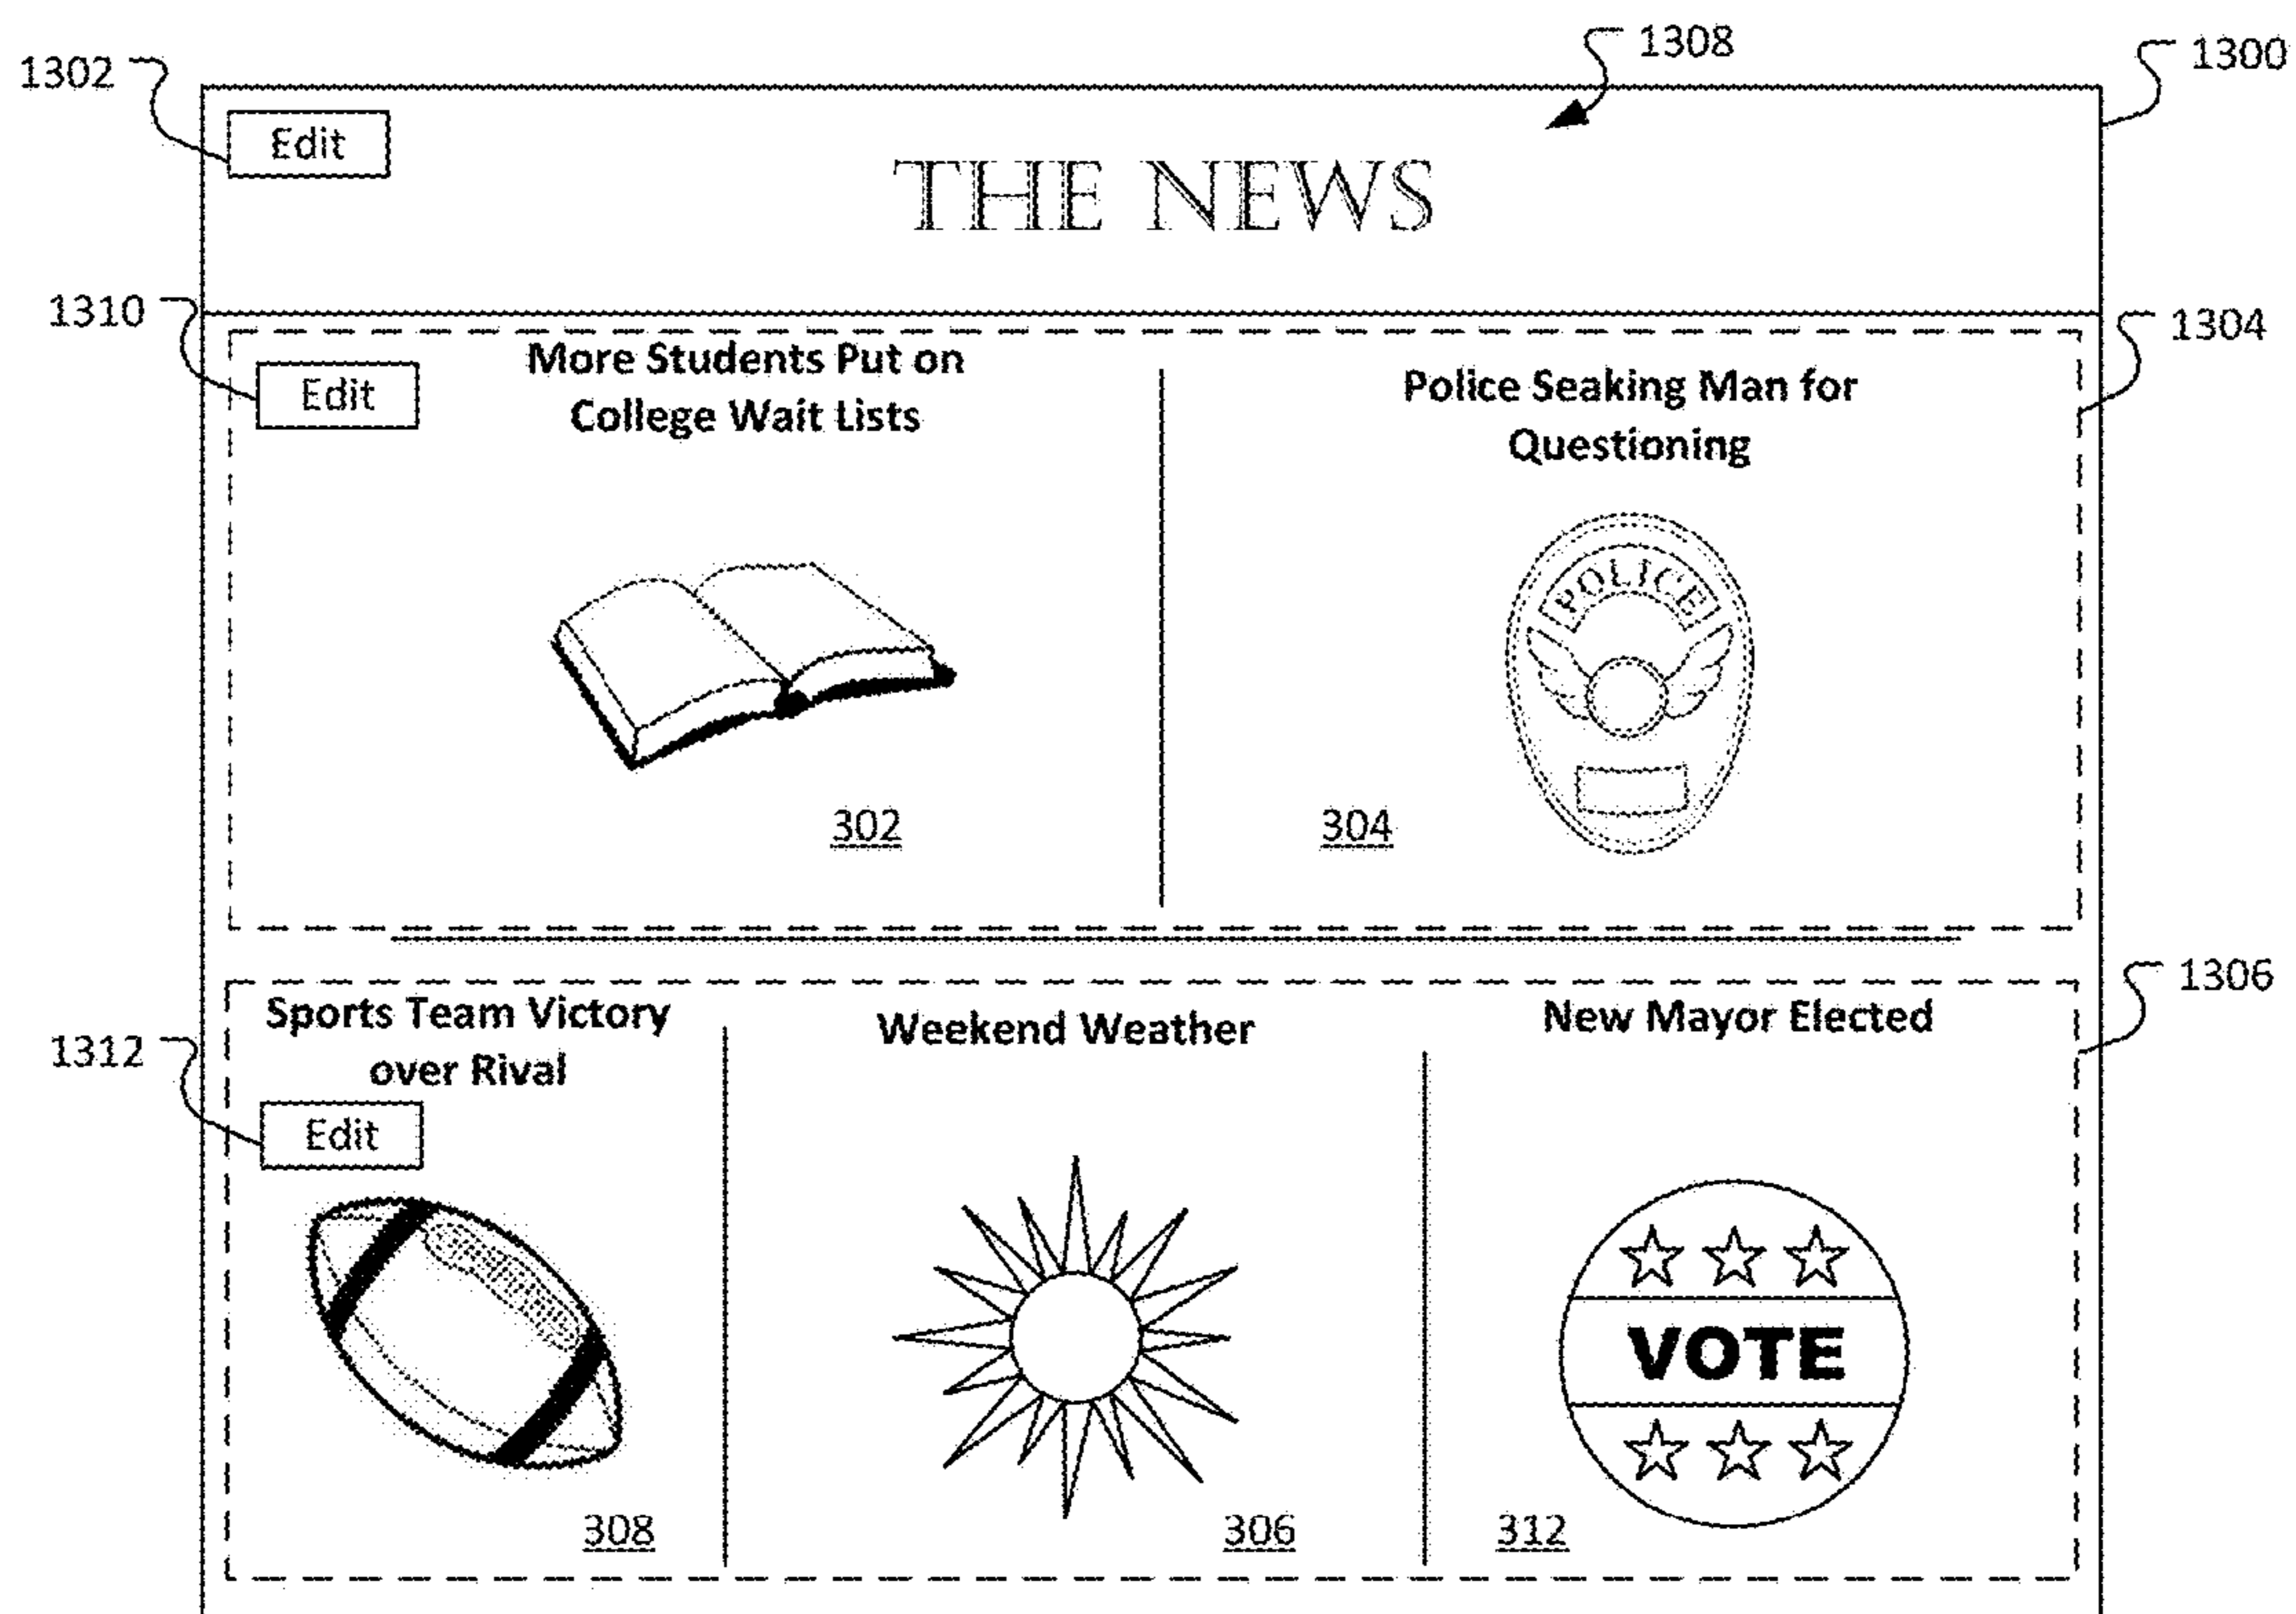 1308
1300
1302
Edit
THE NEWS
1310
1304
More Students Put on
College Wait Lists
Edit
Police Seaking Man for
Questioning
POLICE
302
304
1306
Sports Team Victory
over Rival
Weekend Weather
New Mayor Elected
1312
Edit
VOTE
308
306
312